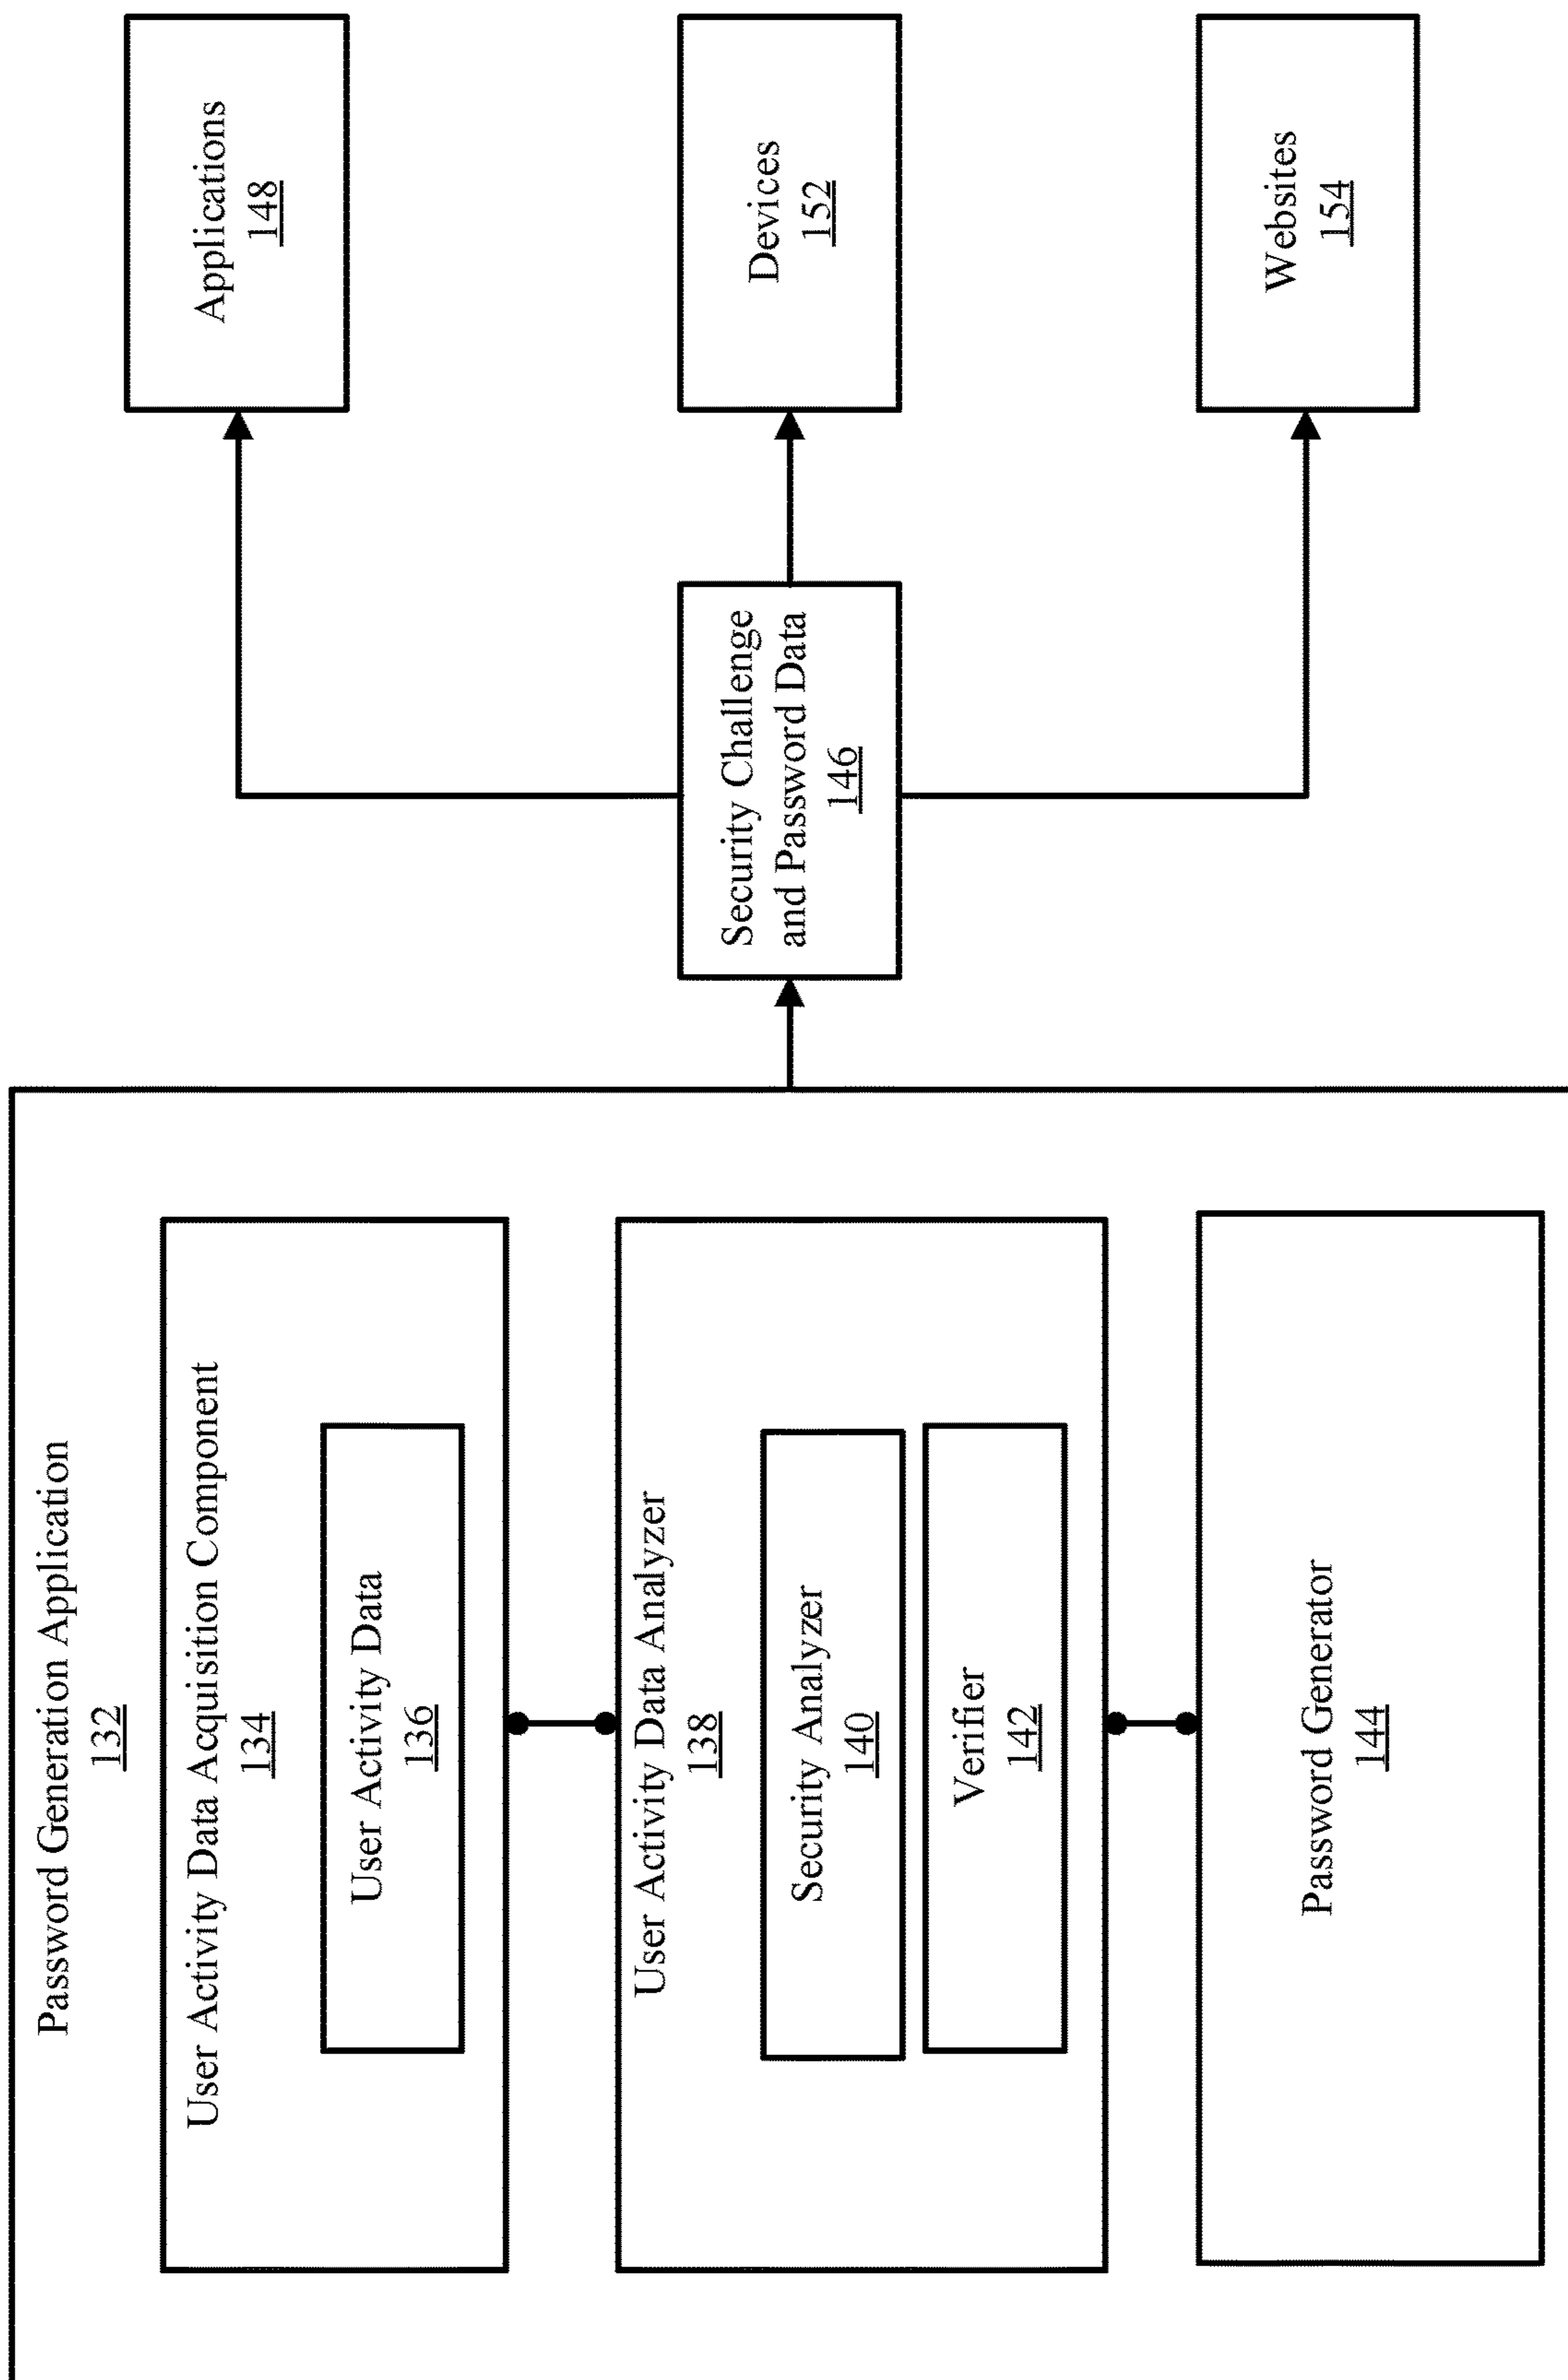 Password Generation Application
132
User Activity Data Acquisition Component
134
User Activity Data
136
User Activity Data Analyzer
138
Security Analyzer
140
Verifier
142
Password Generator
144
Security Challenge
and Password Data
146
Applications
148
Devices
152
Websites
154